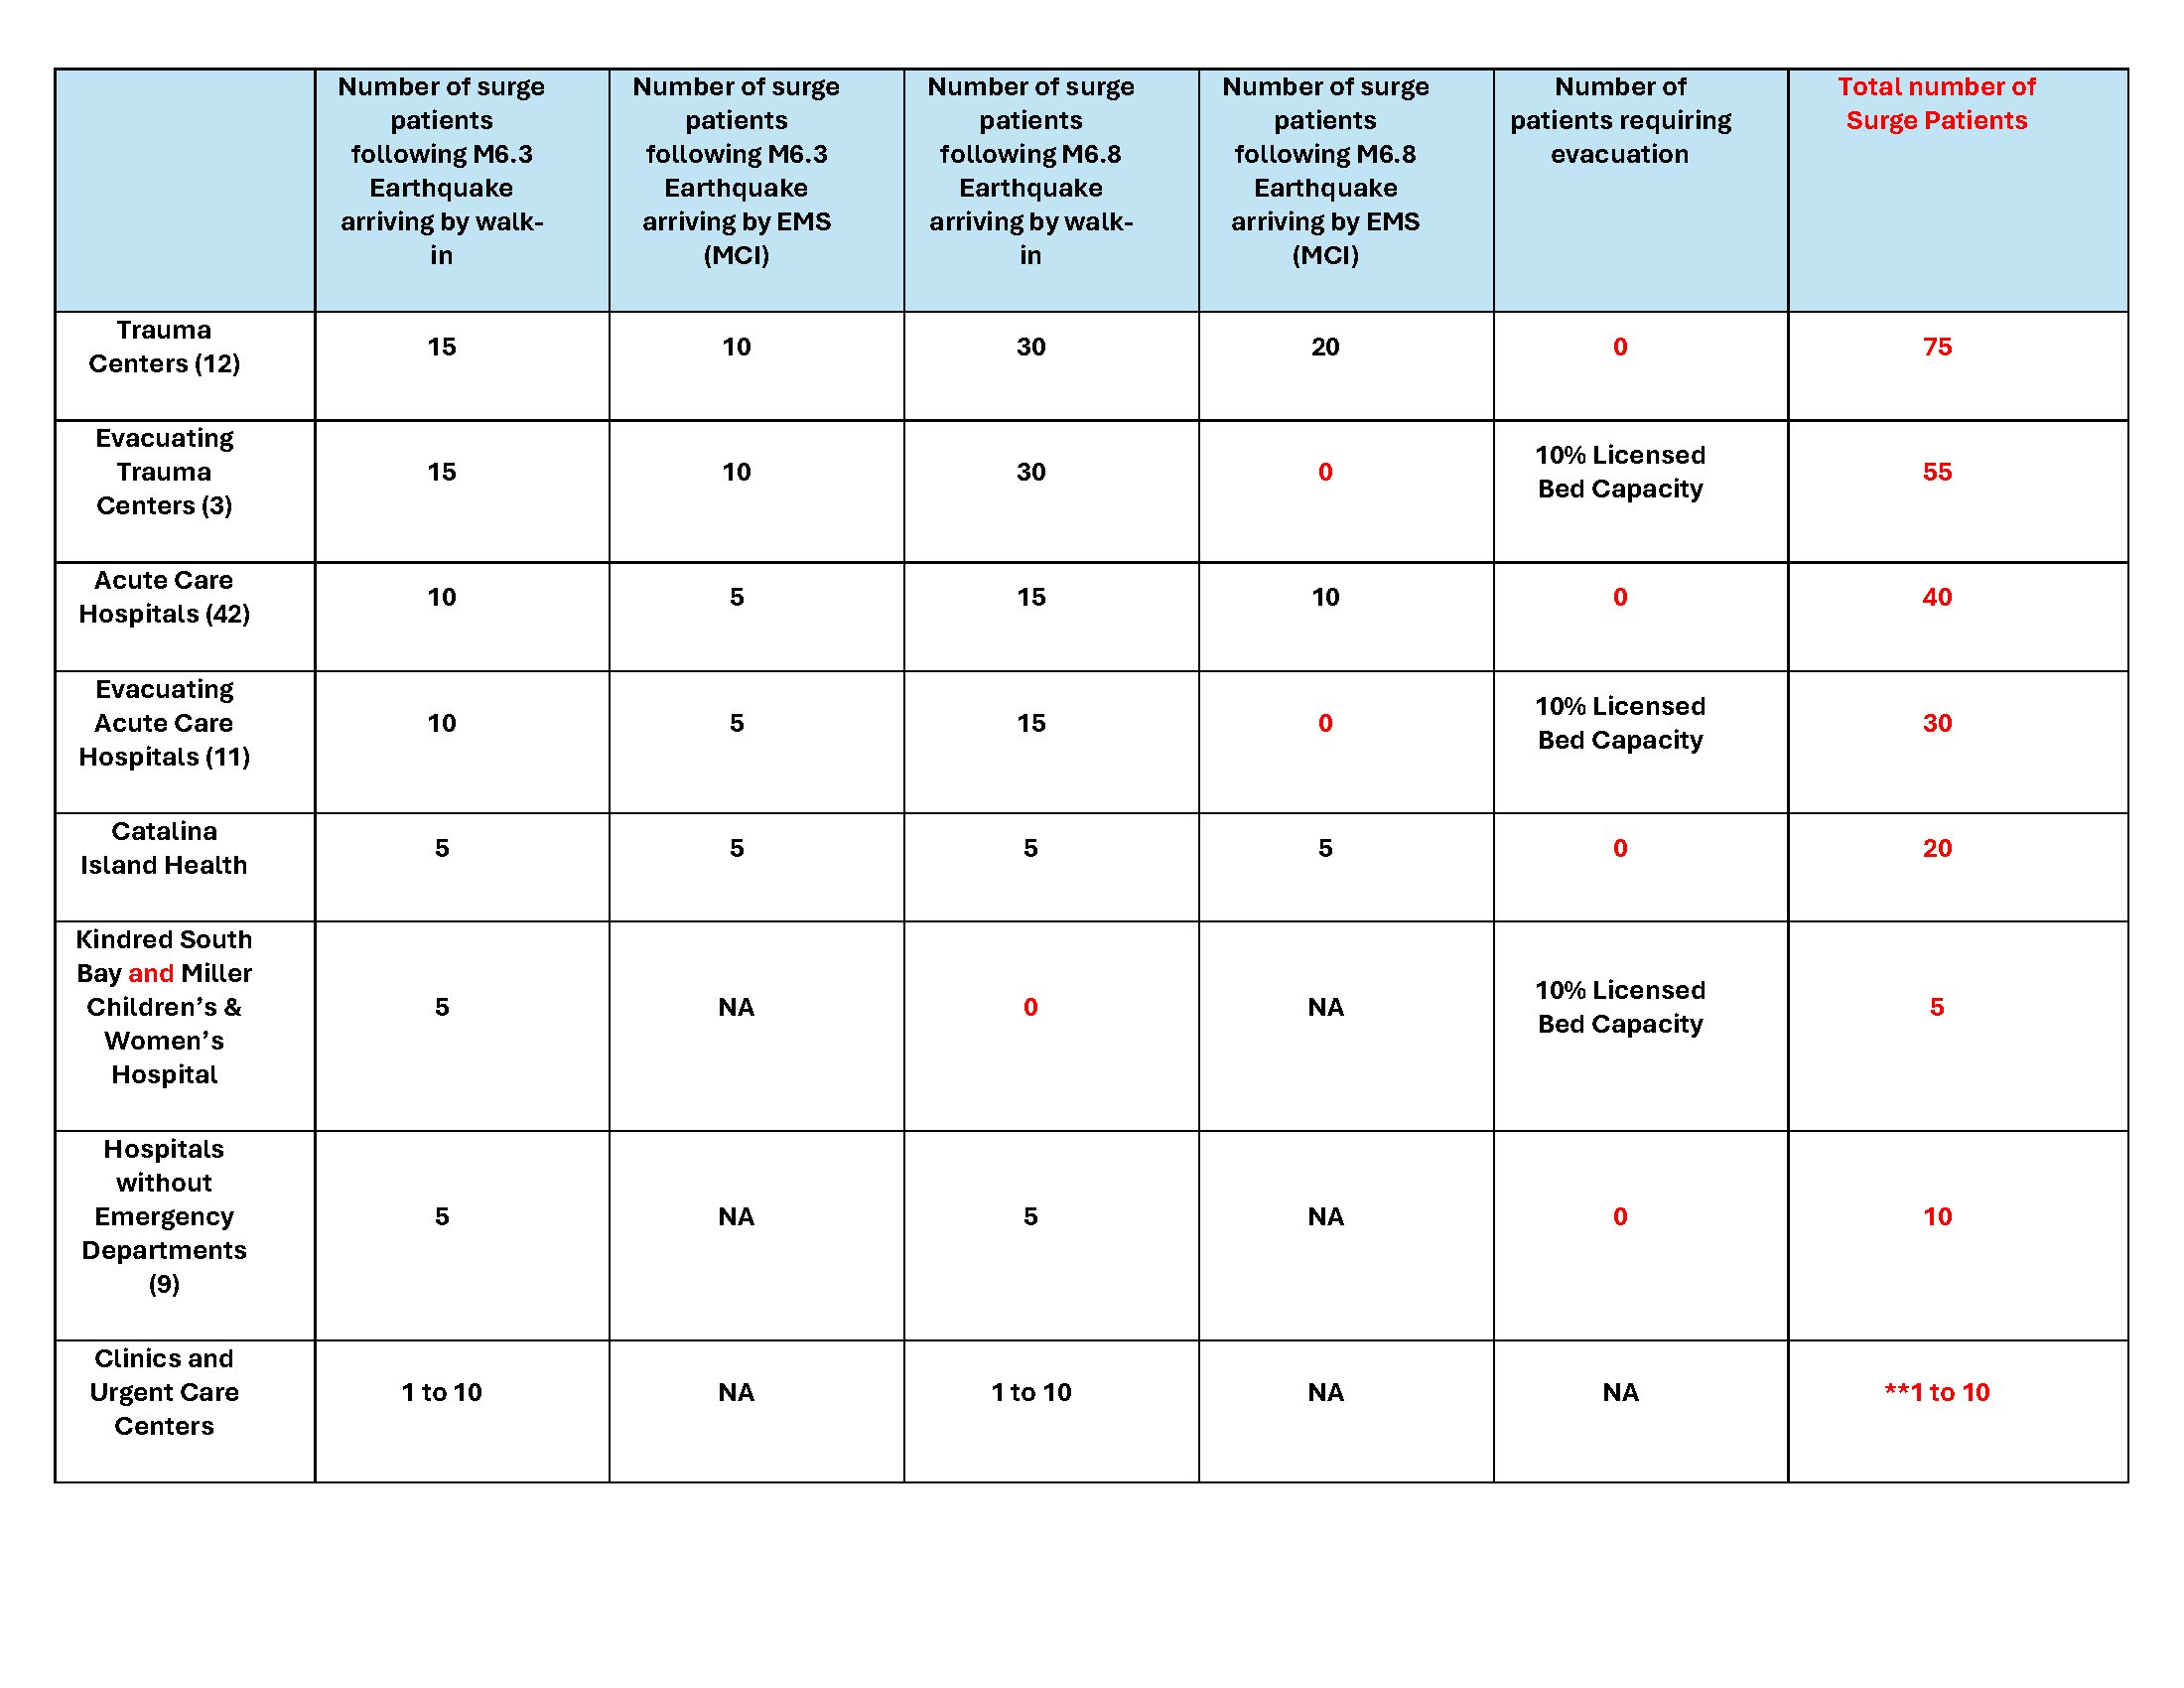 Number of surge
patients
following M6.3
Earthquake
arriving by walk-
in
Number of surge
patients
following M6.3
Earthquake
arriving by EMS
(MCI)
Number of surge
patients
following M6.8
Earthquake
arriving by walk-
in
Number of surge
patients
following M6.8
Earthquake
arriving by EMS
(MCI)
Number of
patients requiring
evacuation
Total number of
Surge Patients
Trauma
Centers (12)
15
10
30
20
0
75
Evacuating
Trauma
Centers (3)
15
10
30
0
10% Licensed
Bed Capacity
55
Acute Care
Hospitals (42)
10
5
15
10
0
40
Evacuating
Acute Care
Hospitals (11)
10
5
15
0
10% Licensed
Bed Capacity
30
Catalina
Island Health
5
5
5
5
0
20
Kindred South
Bay and Miller
Children’s &
Women’s
Hospital
5
NA
0
NA
10% Licensed
Bed Capacity
5
Hospitals
without
Emergency
Departments
(9)
5
NA
5
NA
0
10
Clinics and
Urgent Care
Centers
1 to 10
NA
1 to 10
NA
NA
**1 to 10